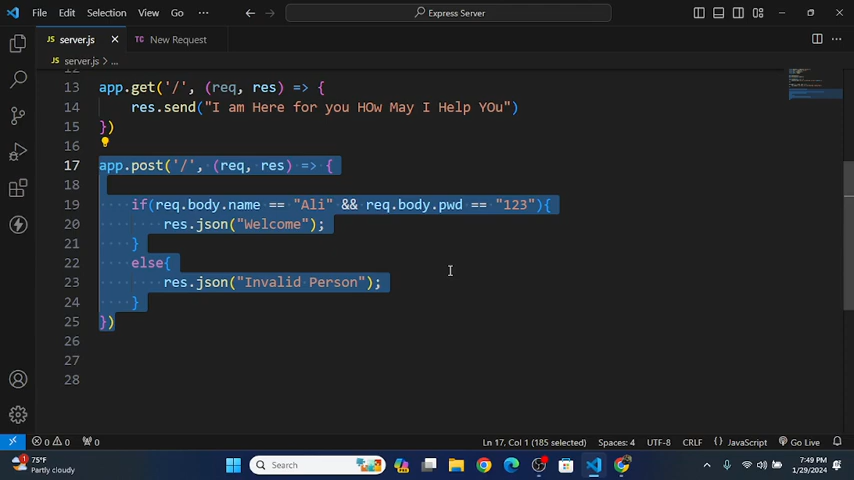 File Edit Selection View Go ··· Express Server
server.js × TC New Request
server.js > ...
12
13 app.get('/', (req, res) => {
14 res.send("I am Here for you HOw May I Help YOu")
15 })
16
17 app.post('/', (req, res) => {
18
19 if(req.body.name == "Ali" && req.body.pwd == "123"){
20 res.json("Welcome");
21 }
22 else{
23 res.json("Invalid Person");
24 }
25 })
26
27
28
0 0 0 Ln 17, Col 1 (185 selected) Spaces: 4 UTF-8 CRLF {} JavaScript Go Live
1 75°F Search 7:49 PM
Partly cloudy 1/29/2024